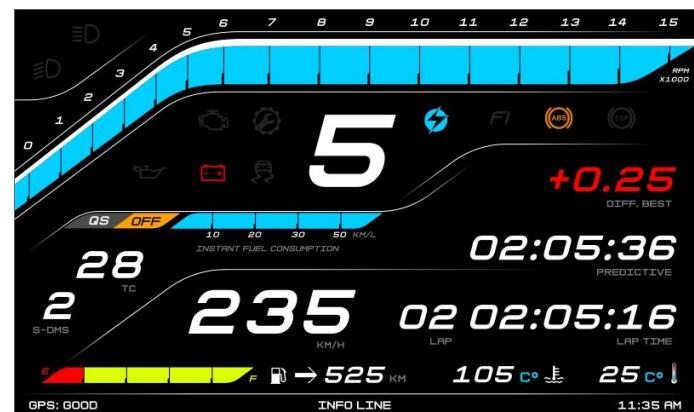 0 1 2 3 4 5 6 7 8 9 10 11 12 13 14 15
RPM
X1000
5
FI
ABS
ESP
+0.25
DIFF. BEST
QS OFF
10 20 30 50 KM/L
INSTANT FUEL CONSUMPTION
02:05:36
PREDICTIVE
28
TC
2
S-DMS
235
KM/H
02 02:05:16
LAP LAP TIME
E F → 525 KM 105 C° 25 C°
GPS: GOOD INFO LINE 11:35 AM